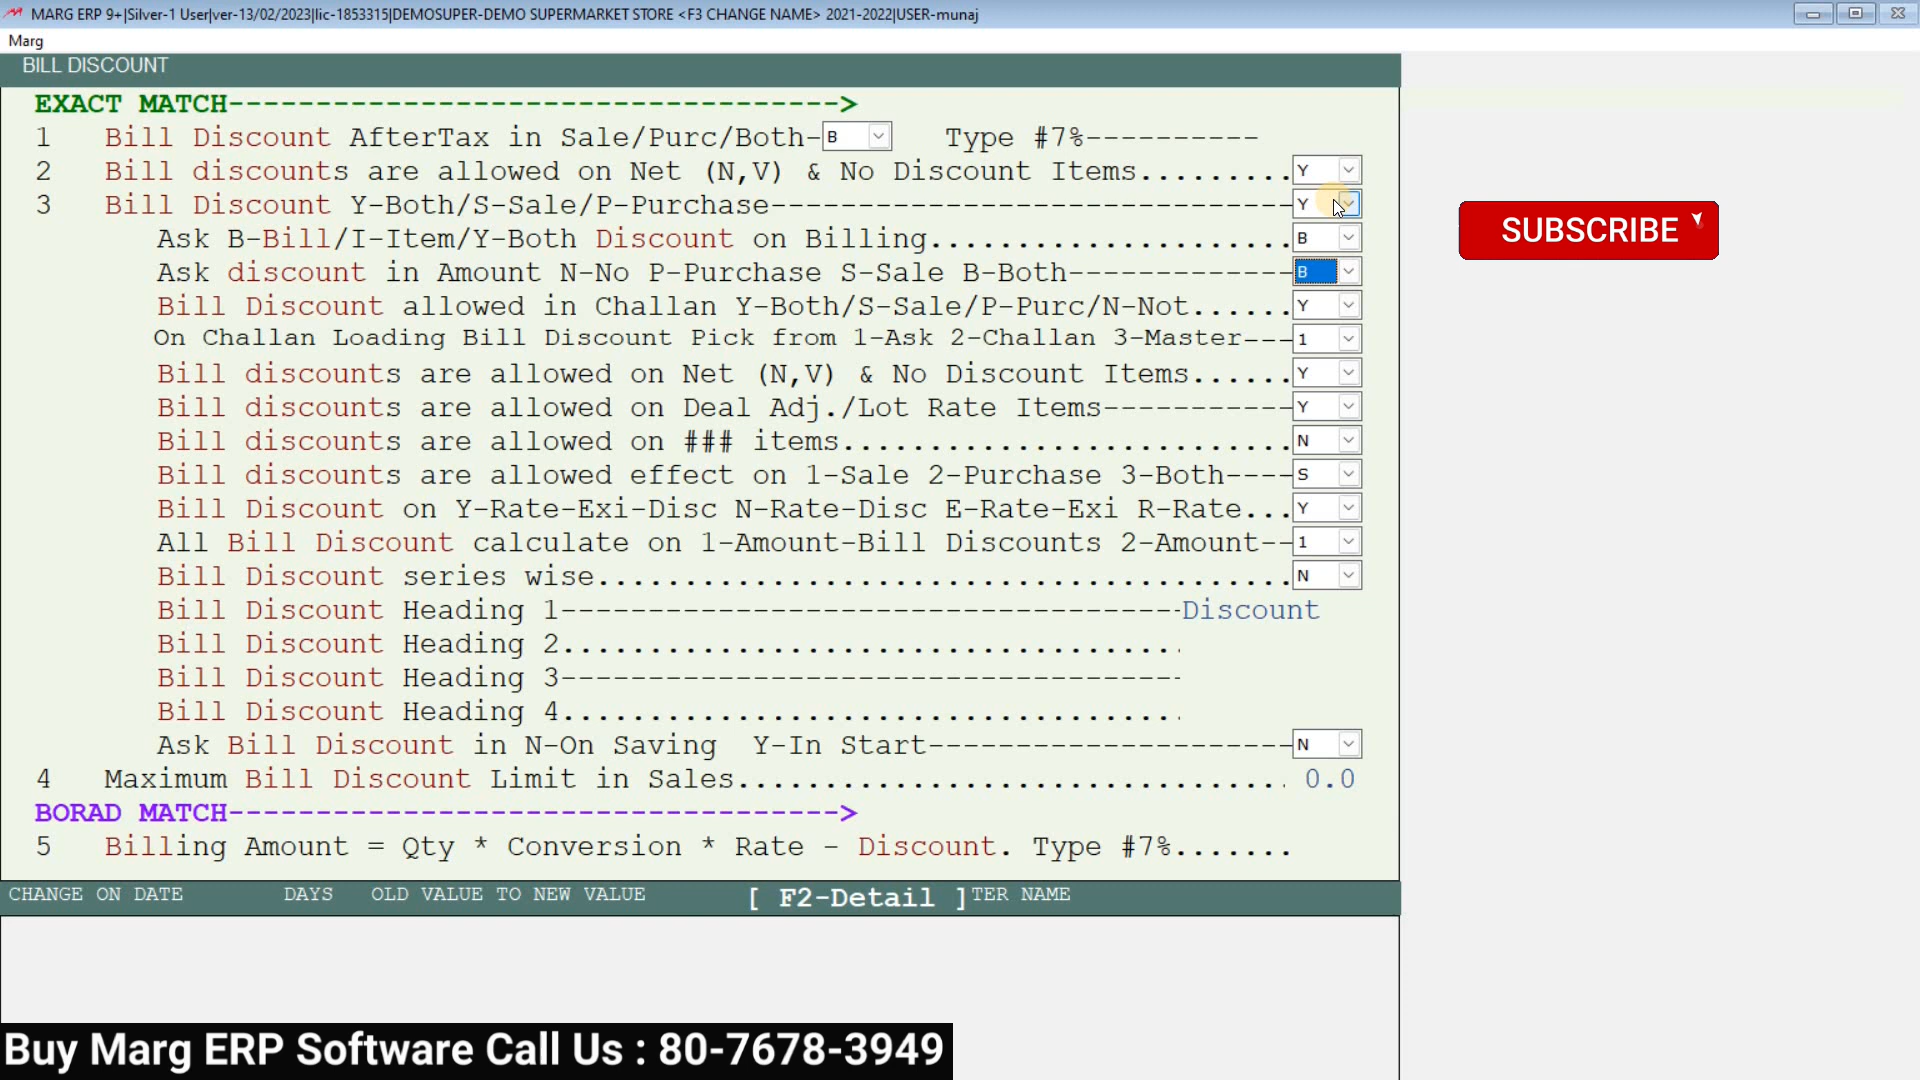 MARG ERP 9+|Silver-1 User|ver-13/02/2023|lic-1853315|DEMOSUPER-DEMO SUPERMARKET STORE <F3 CHANGE NAME> 2021-2022|USER-munaj
Marg
BILL DISCOUNT
EXACT MATCH----------------------------------->
1 Bill Discount AfterTax in Sale/Purc/Both- B Type #7%----------
2 Bill discounts are allowed on Net (N,V) & No Discount Items......... Y
3 Bill Discount Y-Both/S-Sale/P-Purchase------------------------------ Y
Ask B-Bill/I-Item/Y-Both Discount on Billing..................... B
Ask discount in Amount N-No P-Purchase S-Sale B-Both------------- B
Bill Discount allowed in Challan Y-Both/S-Sale/P-Purc/N-Not...... Y
On Challan Loading Bill Discount Pick from 1-Ask 2-Challan 3-Master--- 1
Bill discounts are allowed on Net (N,V) & No Discount Items...... Y
Bill discounts are allowed on Deal Adj./Lot Rate Items----------- Y
Bill discounts are allowed on ### items.......................... N
Bill discounts are allowed effect on 1-Sale 2-Purchase 3-Both---- S
Bill Discount on Y-Rate-Exi-Disc N-Rate-Disc E-Rate-Exi R-Rate... Y
All Bill Discount calculate on 1-Amount-Bill Discounts 2-Amount-- 1
Bill Discount series wise........................................ N
Bill Discount Heading 1------------------------------------Discount
Bill Discount Heading 2....................................
Bill Discount Heading 3------------------------------------
Bill Discount Heading 4....................................
Ask Bill Discount in N-On Saving Y-In Start--------------------- N
4 Maximum Bill Discount Limit in Sales................................ 0.0
BORAD MATCH----------------------------------->
5 Billing Amount = Qty * Conversion * Rate - Discount. Type #7%.......
CHANGE ON DATE DAYS OLD VALUE TO NEW VALUE [ F2-Detail ]TER NAME
SUBSCRIBE
Buy Marg ERP Software Call Us : 80-7678-3949